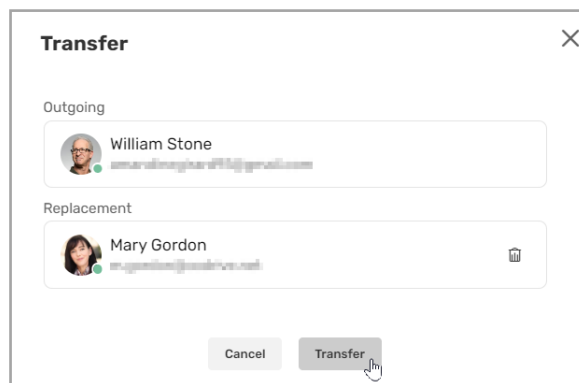 Transfer
Outgoing
William Stone
Replacement
Mary Gordon
Cancel
Transfer